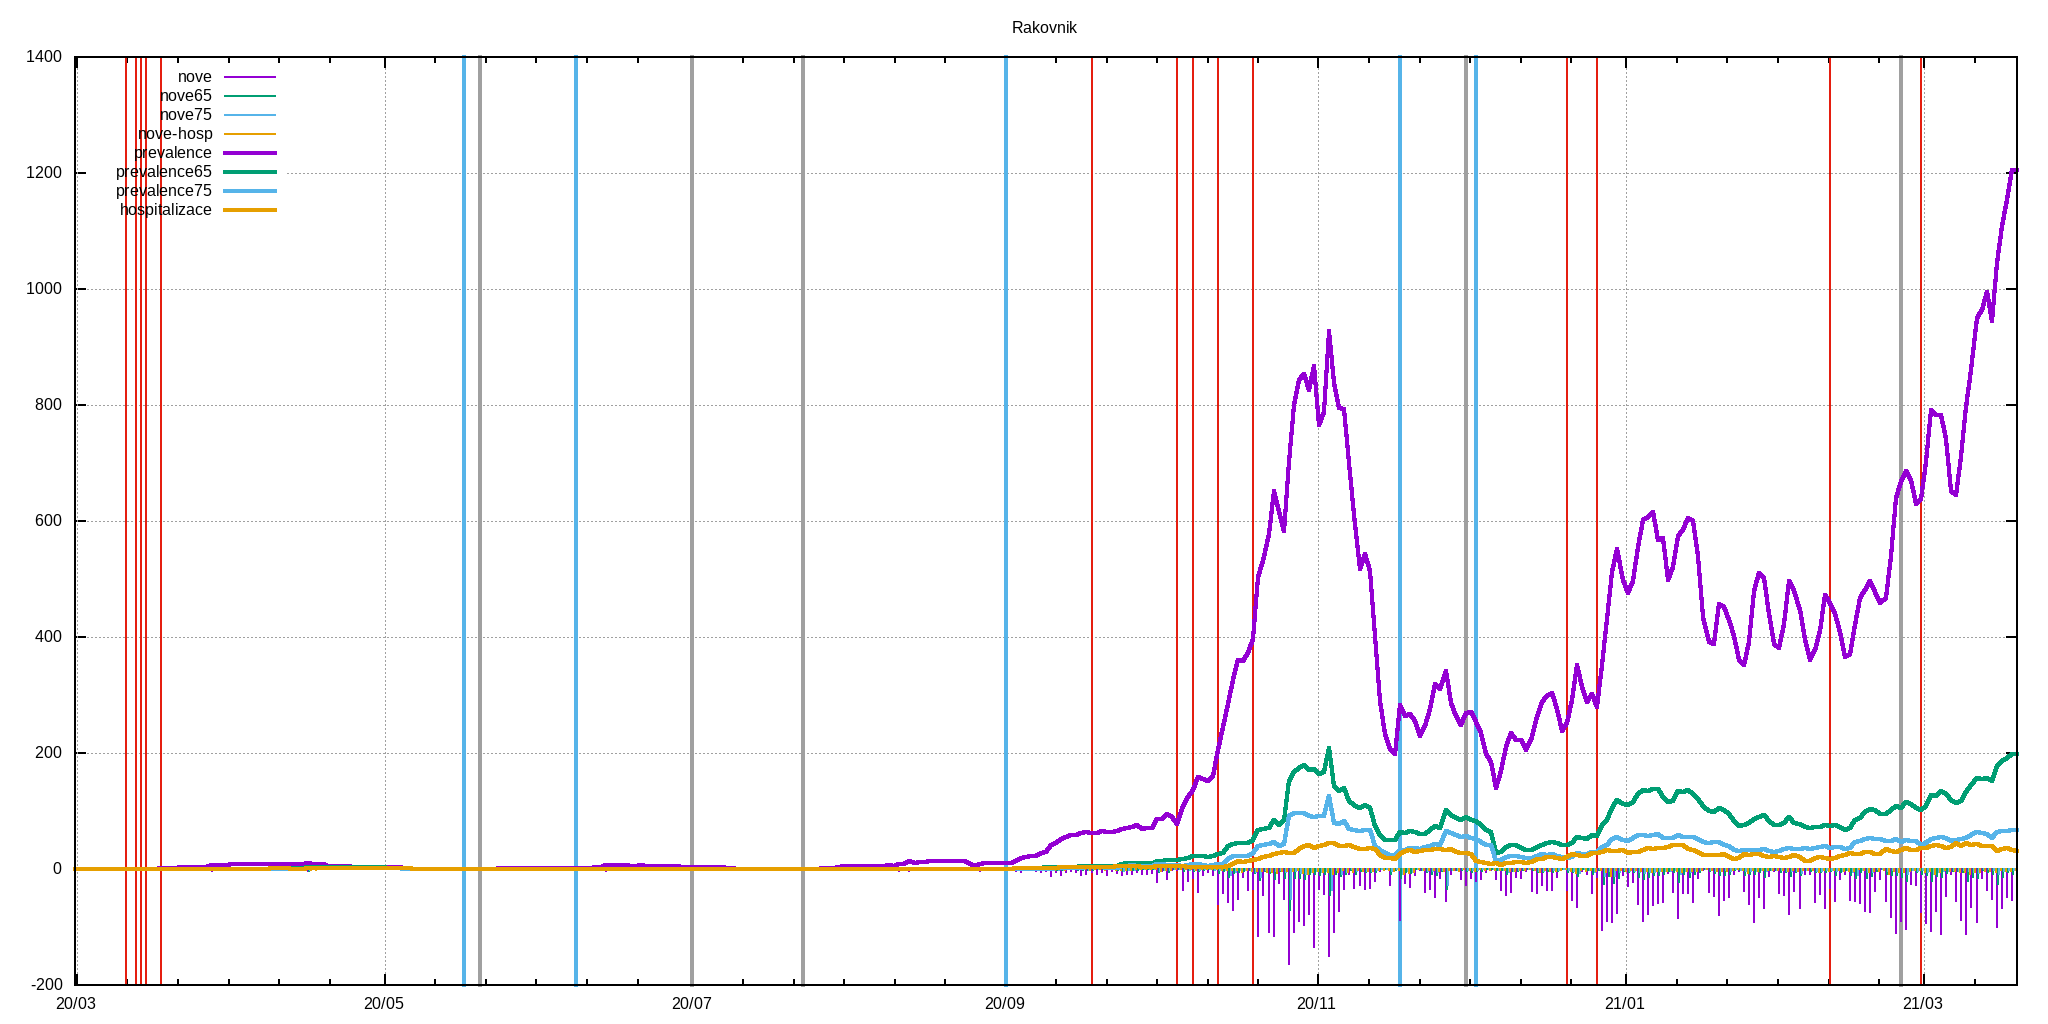 Rakovnik
1400
nove
nove65
nove75
nove-hosp
prevalence
1200
prevalence65
prevalence75
hospitalizace
1000
800
600
400
200
0
-200
20/03 20/05 20/07 20/09 20/11 21/01 21/03